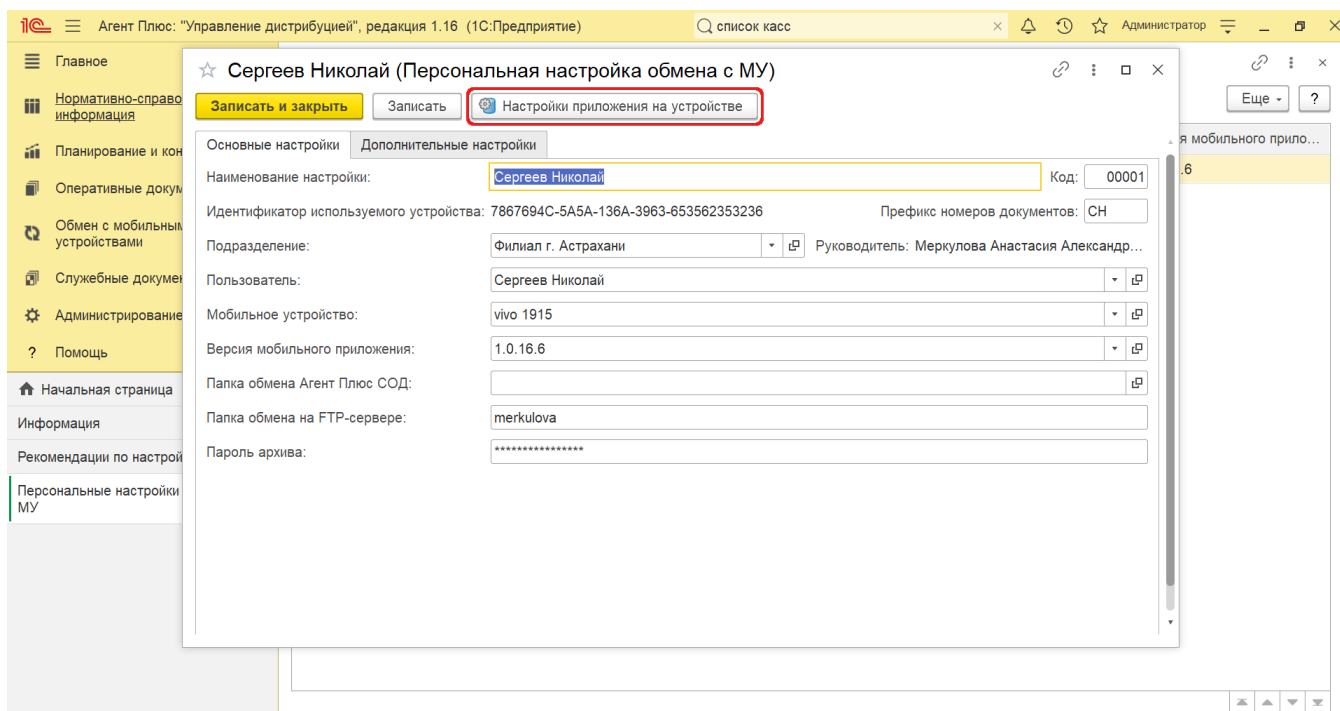 Агент Плюс: "Управление дистрибуцией", редакция 1.16 (1С:Предприятие)
список касс
Администратор
Главное
Нормативно-справо
информация
Планирование и кон
Оперативные докум
Обмен с мобильным
устройствами
Служебные докумен
Администрирование
? Помощь
Начальная страница
Информация
Рекомендации по настрой
Персональные настройки
МУ
Сергеев Николай (Персональная настройка обмена с МУ)
Записать и закрыть
Записать
Настройки приложения на устройстве
Основные настройки
Дополнительные настройки
Наименование настройки: Сергеев Николай Код: 00001
Идентификатор используемого устройства: 7867694C-5A5A-136A-3963-653562353236 Префикс номеров документов: СН
Подразделение: Филиал г. Астрахани Руководитель: Меркулова Анастасия Александр...
Пользователь: Сергеев Николай
Мобильное устройство: vivo 1915
Версия мобильного приложения: 1.0.16.6
Папка обмена Агент Плюс СОД:
Папка обмена на FTP-сервере: merkulova
Пароль архива: ****************
Еще
?
я мобильного прило...
.6